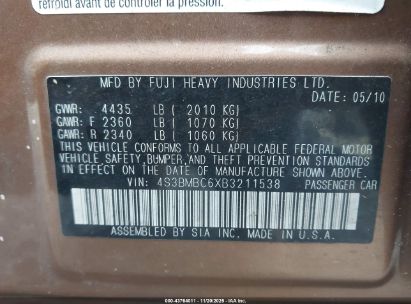 refroidi avant de contrôler la pression.
MFD BY FUJI HEAVY INDUSTRIES LTD.
DATE: 05/10
GVWR: 4435 LB ( 2010 KG)
GAWR: F 2360 LB ( 1070 KG)
GAWR: R 2340 LB ( 1060 KG)
THIS VEHICLE CONFORMS TO ALL APPLICABLE FEDERAL MOTOR
VEHICLE SAFETY, BUMPER, AND THEFT PREVENTION
STANDARDS IN EFFECT ON THE DATE OF MANUFACTURE SHOWN ABOVE.
VIN: 4S3BMBC6XB3211538 PASSENGER CAR
ASSEMBLED BY SIA INC. MADE IN U.S.A.